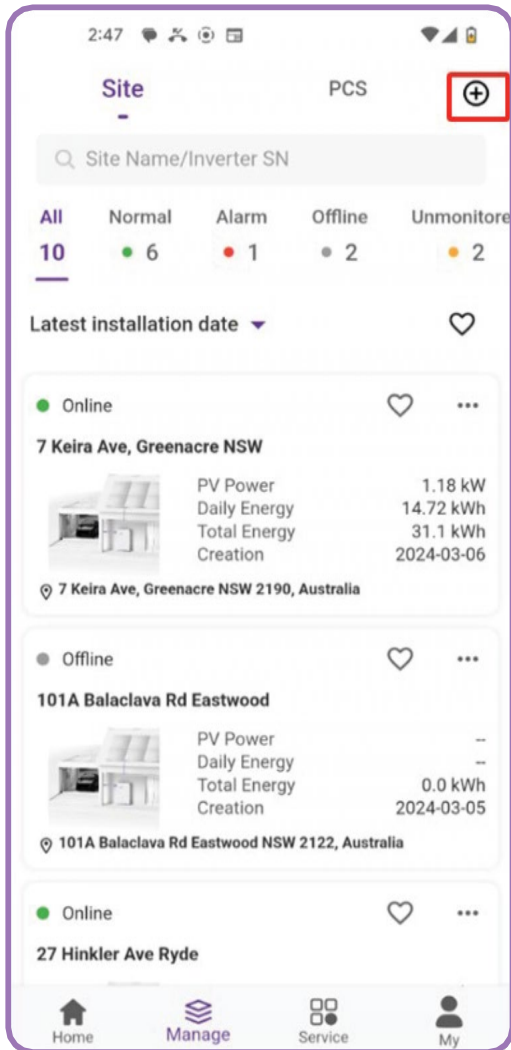 2:47
Site PCS
Site Name/Inverter SN
All Normal Alarm Offline Unmonitore
10 6 1 2 2
Latest installation date
Online
7 Keira Ave, Greenacre NSW
PV Power 1.18 kW
Daily Energy 14.72 kWh
Total Energy 31.1 kWh
Creation 2024-03-06
7 Keira Ave, Greenacre NSW 2190, Australia
Offline
101A Balaclava Rd Eastwood
PV Power --
Daily Energy --
Total Energy 0.0 kWh
Creation 2024-03-05
101A Balaclava Rd Eastwood NSW 2122, Australia
Online
27 Hinkler Ave Ryde
Home Manage Service My